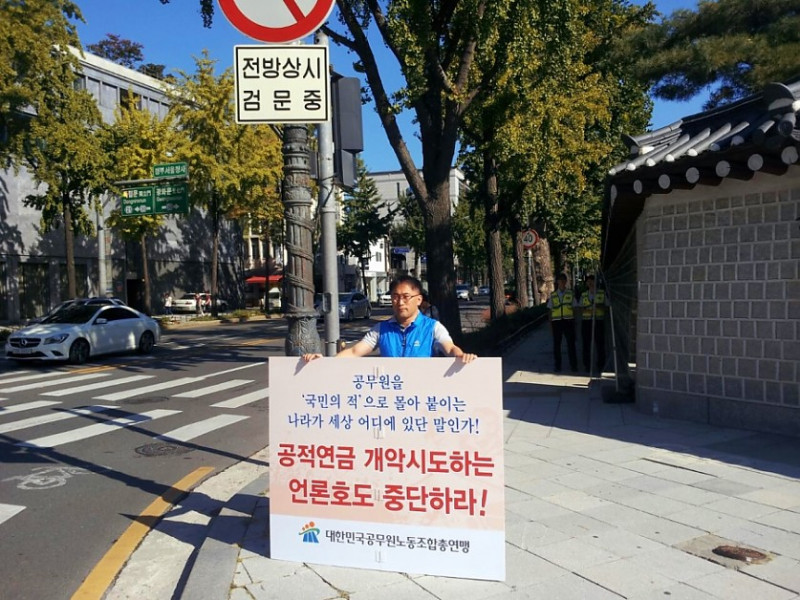 전방상시
검문중
공무원을
'국민의 적'으로 몰아 붙이는
나라가 세상 어디에 있단 말인가!
공적연금 개악시도하는
언론호도 중단하라!
대한민국공무원노동조합총연맹
40